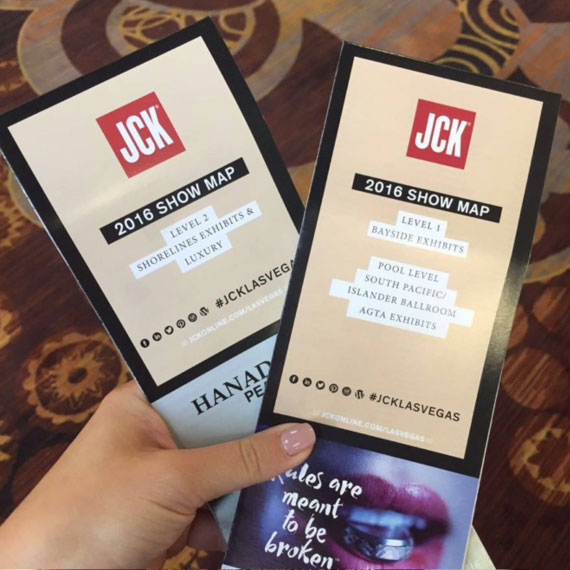 JCK
2016 SHOW MAP
LEVEL 2
SHORELINES EXHIBITS &
LUXURY
#JCKLASVEGAS
JCKONLINE.COM/LASVEGAS
JCK
2016 SHOW MAP
LEVEL 1
BAYSIDE EXHIBITS
POOL LEVEL
SOUTH PACIFIC/
ISLANDER BALLROOM
AGTA EXHIBITS
#JCKLASVEGAS
JCKONLINE.COM/LASVEGAS
Rules are
meant
to be
broken